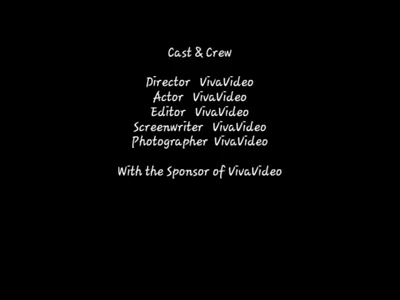 Cast & Crew
Director VivaVideo
Actor VivaVideo
Editor VivaVideo
Screenwriter VivaVideo
Photographer VivaVideo
With the Sponsor of VivaVideo